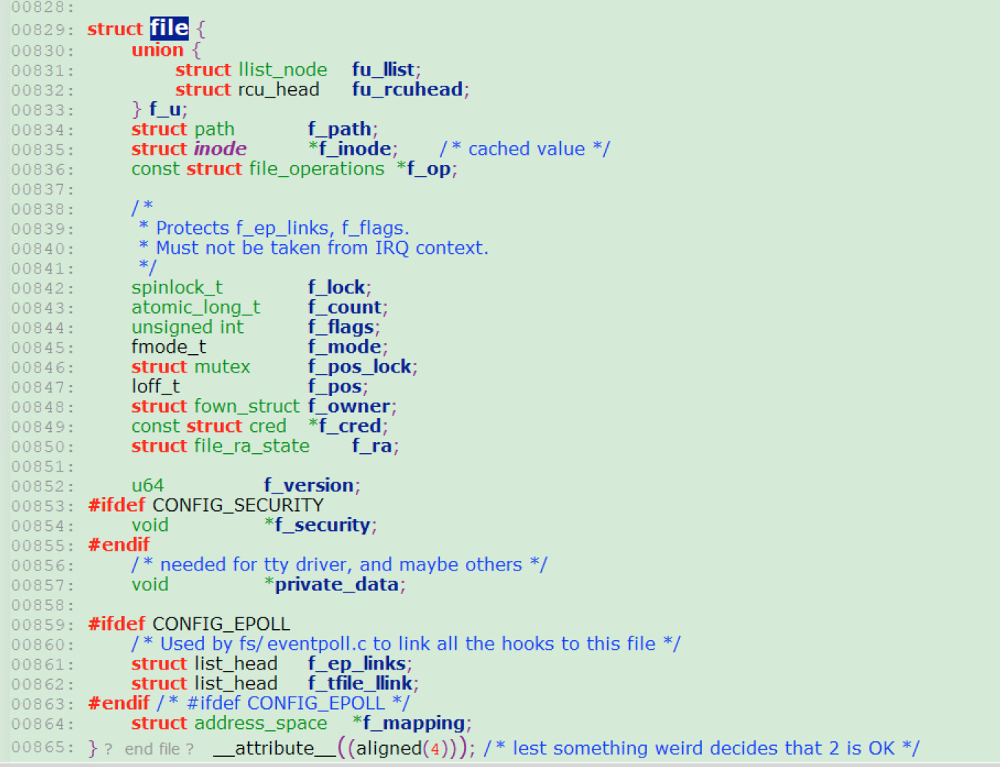 00828:
00829: struct file {
00830: union {
00831: struct llist_node fu_llist;
00832: struct rcu_head fu_rcuhead;
00833: } f_u;
00834: struct path f_path;
00835: struct inode *f_inode; /* cached value */
00836: const struct file_operations *f_op;
00837:
00838: /*
00839: * Protects f_ep_links, f_flags.
00840: * Must not be taken from IRQ context.
00841: */
00842: spinlock_t f_lock;
00843: atomic_long_t f_count;
00844: unsigned int f_flags;
00845: fmode_t f_mode;
00846: struct mutex f_pos_lock;
00847: loff_t f_pos;
00848: struct fown_struct f_owner;
00849: const struct cred *f_cred;
00850: struct file_ra_state f_ra;
00851:
00852: u64 f_version;
00853: #ifdef CONFIG_SECURITY
00854: void *f_security;
00855: #endif
00856: /* needed for tty driver, and maybe others */
00857: void *private_data;
00858:
00859: #ifdef CONFIG_EPOLL
00860: /* Used by fs/eventpoll.c to link all the hooks to this file */
00861: struct list_head f_ep_links;
00862: struct list_head f_tfile_llink;
00863: #endif /* #ifdef CONFIG_EPOLL */
00864: struct address_space *f_mapping;
00865: } ? end file ? __attribute__((aligned(4))); /* lest something weird decides that 2 is OK */